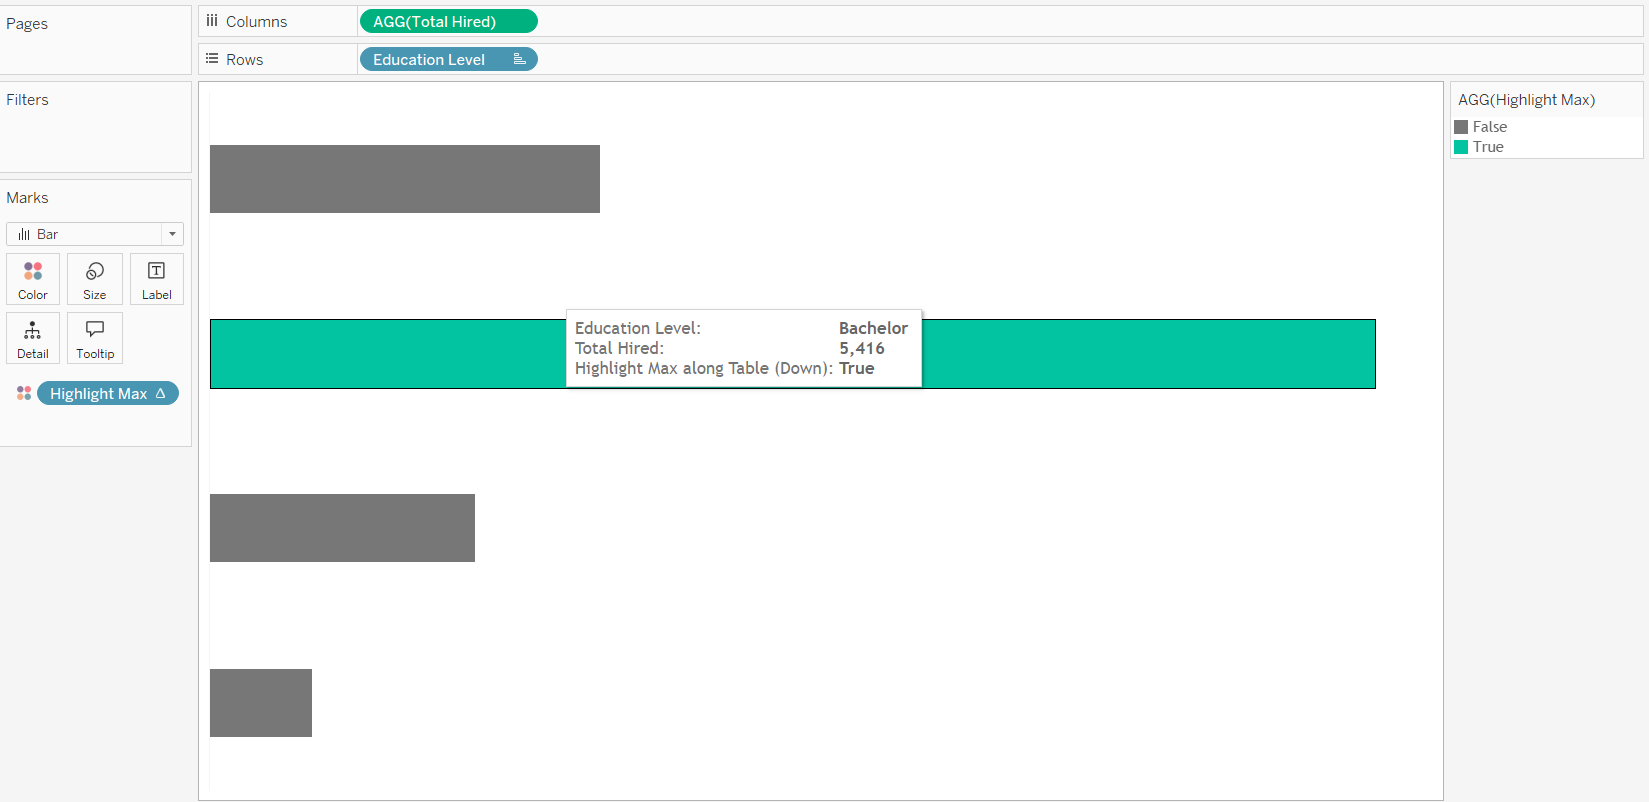 Pages
Columns
AGG(Total Hired)
Rows
Education Level
Filters
Marks
Bar
Color
Size
Label
Detail
Tooltip
Highlight Max
Education Level: Bachelor
Total Hired: 5,416
Highlight Max along Table (Down): True
AGG(Highlight Max)
False
True